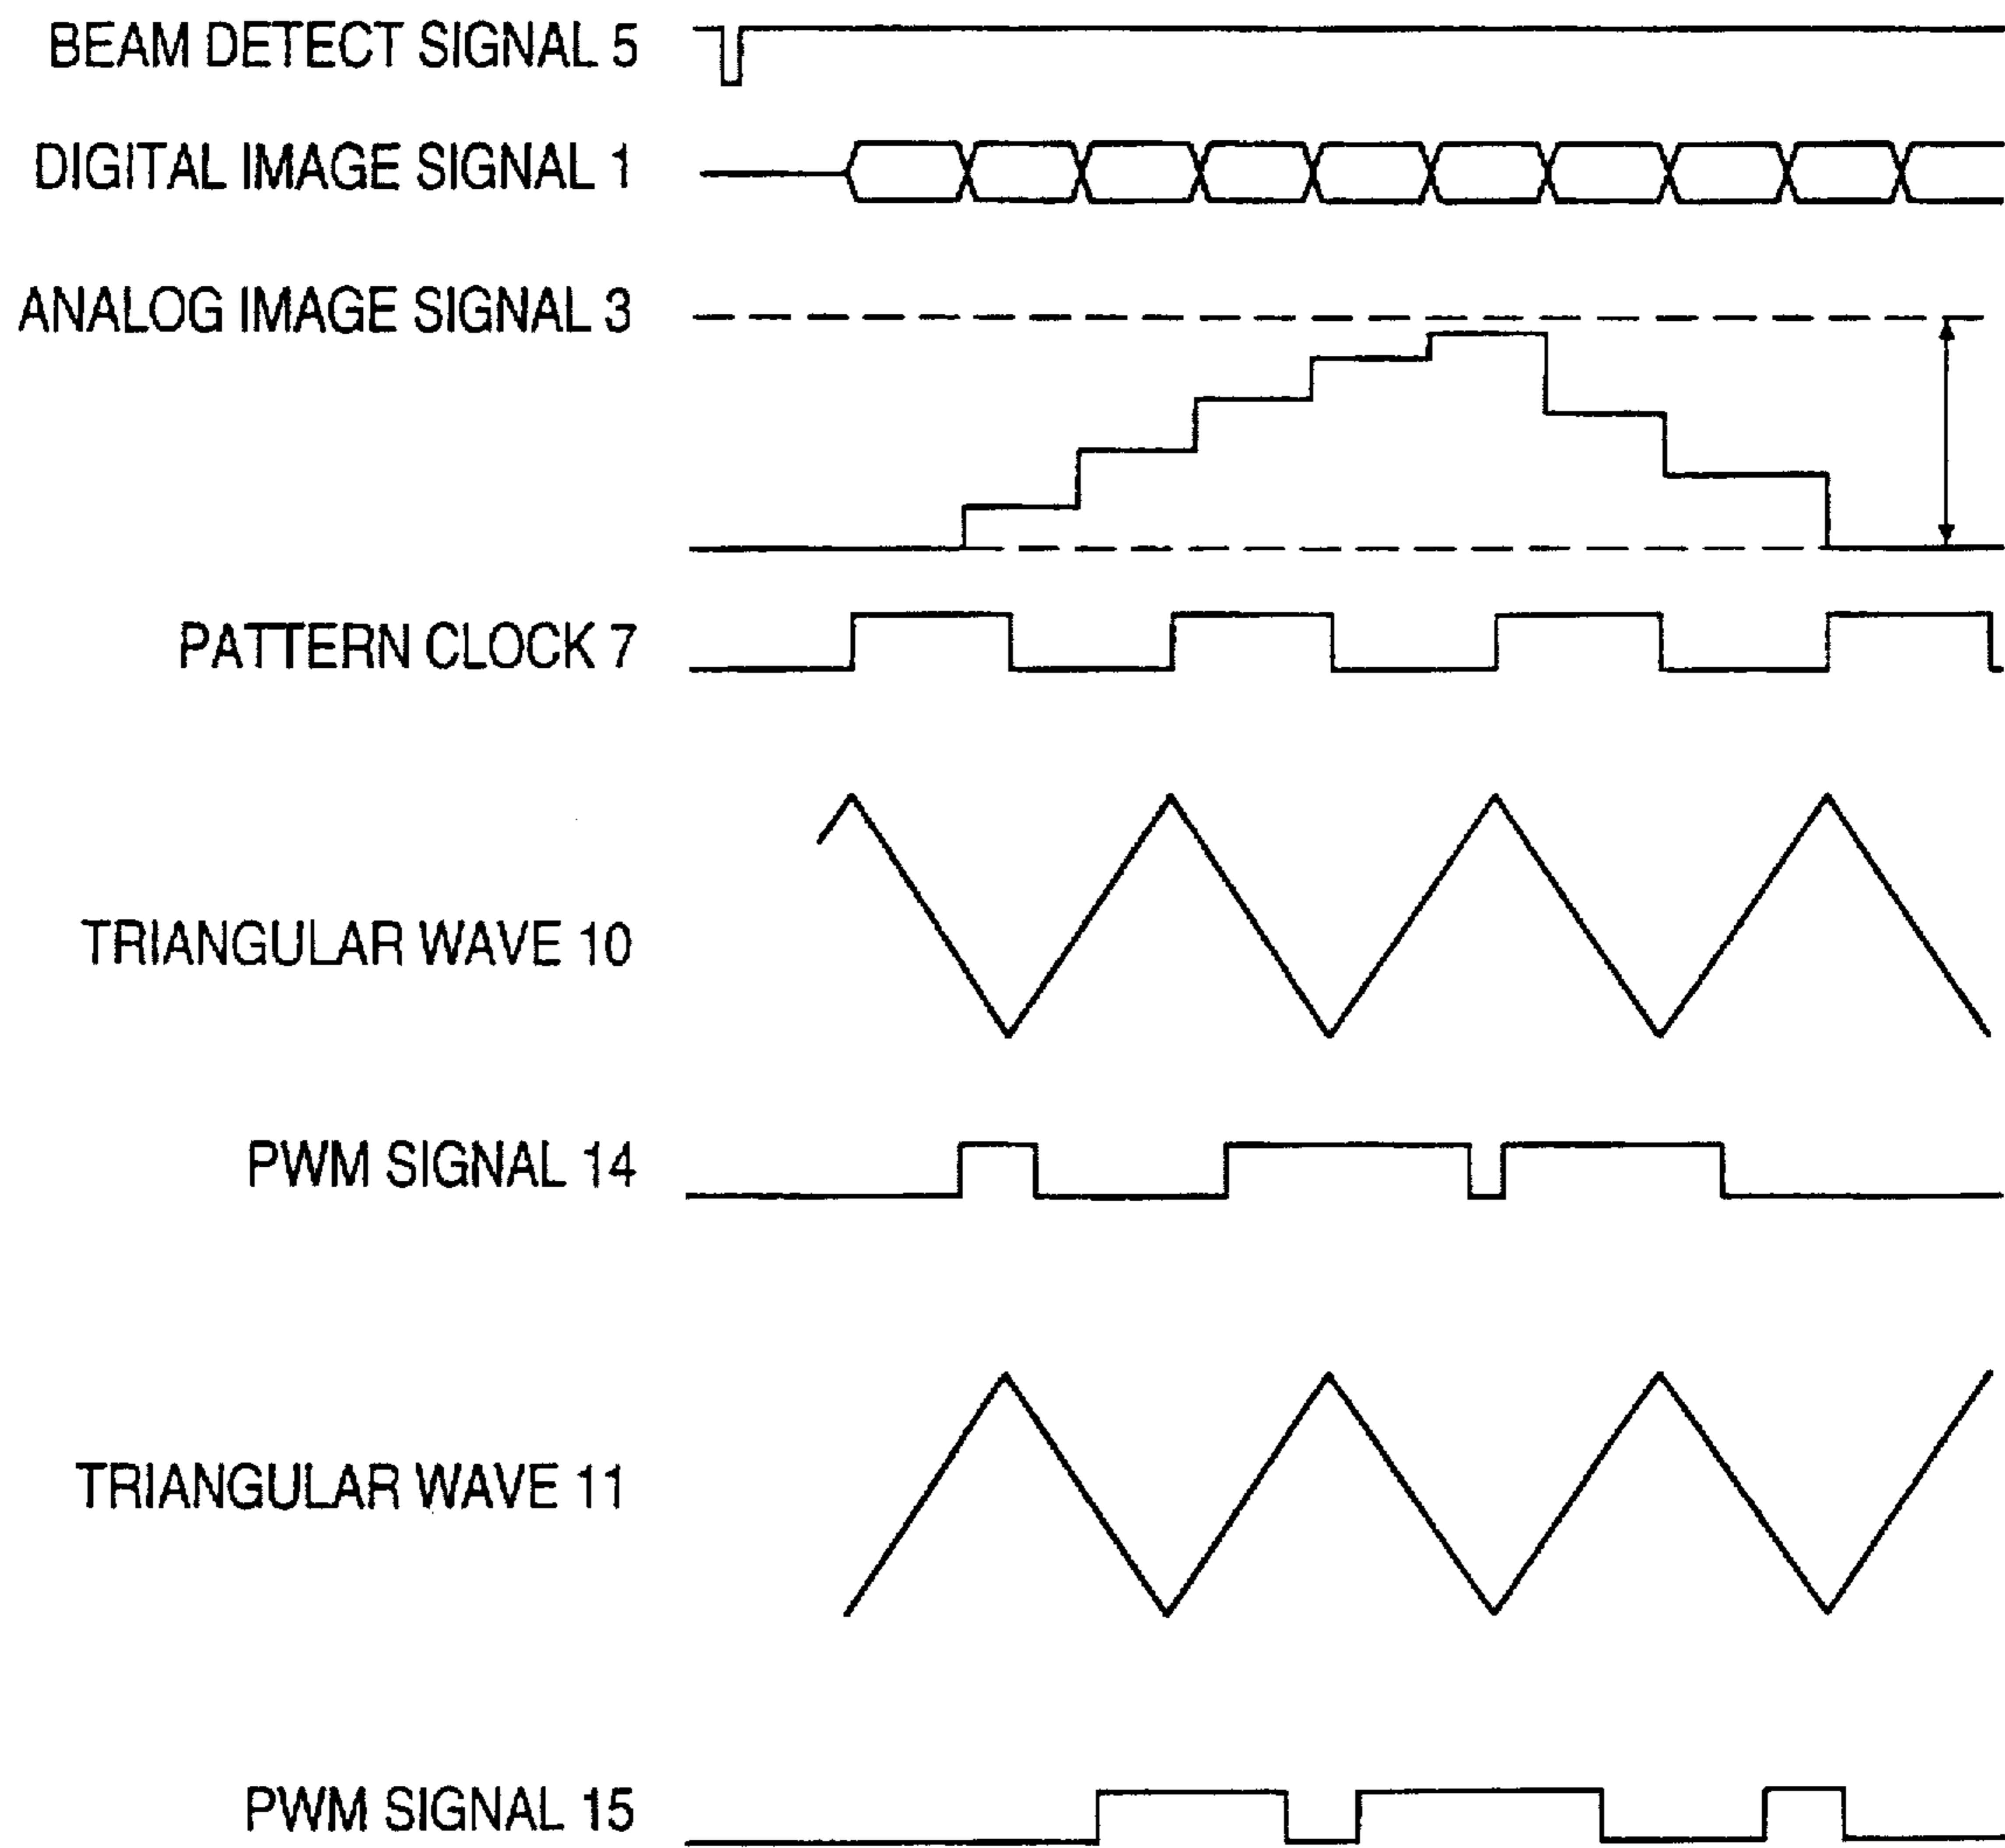 BEAM DETECT SIGNAL 5
DIGITAL IMAGE SIGNAL 1
ANALOG IMAGE SIGNAL 3
PATTERN CLOCK 7
TRIANGULAR WAVE 10
PWM SIGNAL 14
TRIANGULAR WAVE 11
PWM SIGNAL 15